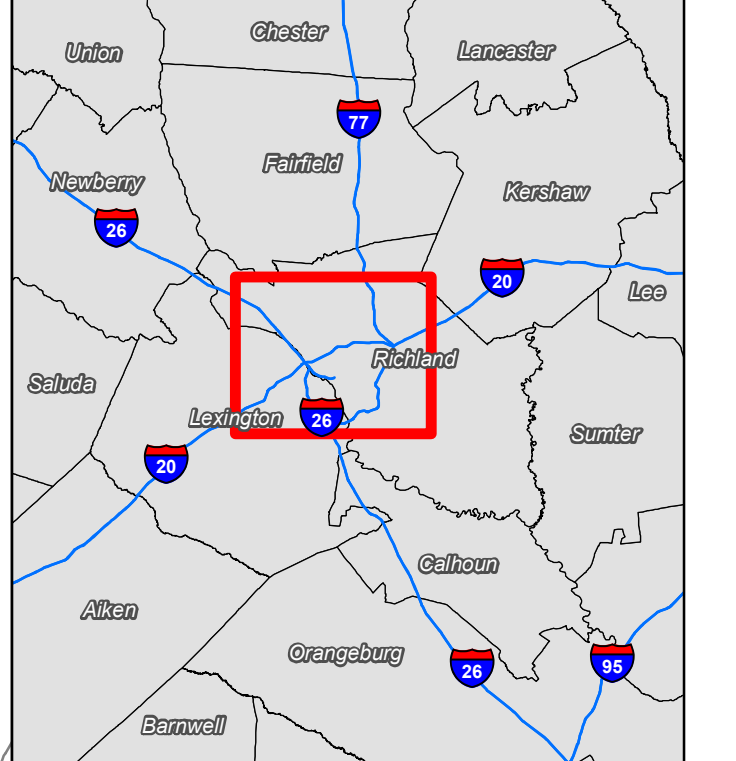 Chester
Union
Lancaster
77
Fairfield
Newberry
Kershaw
26
20
Lee
Richland
Saluda
Lexington
26
Sumter
20
Calhoun
Aiken
Orangeburg
26
95
Barnwell